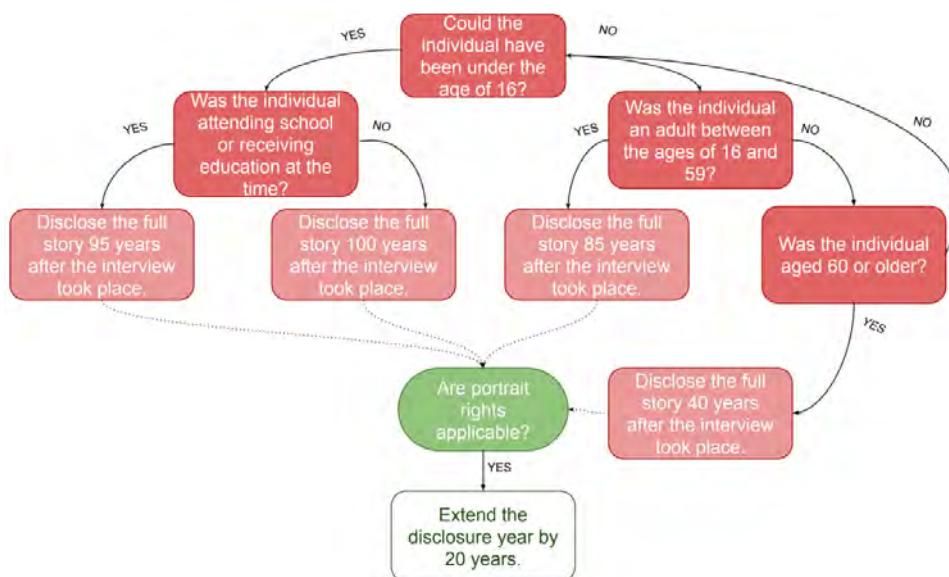 Could the
individual have
been under the
age of 16?
YES
NO
Was the individual
attending school
or receiving
education at the
time?
YES
NO
Was the individual
an adult between
the ages of 16 and
59?
YES
NO
Disclose the full
story 95 years
after the interview
took place.
Disclose the full
story 100 years
after the interview
took place.
Disclose the full
story 85 years
after the interview
took place.
Was the individual
aged 60 or older?
NO
YES
Are portrait
rights
applicable?
Disclose the full
story 40 years
after the interview
took place.
YES
Extend the
disclosure year by
20 years.